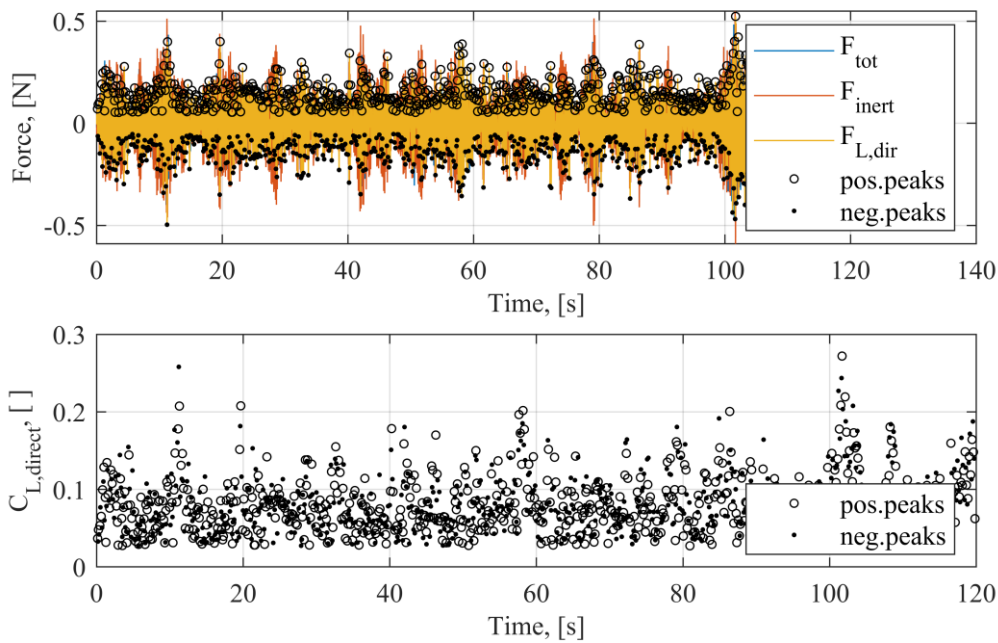 0.5
0
-0.5
Force, [N]
0 20 40 60 80 100 120 140
Time, [s]
F_tot
F_inert
F_L,dir
pos.peaks
neg.peaks
0.3
0.2
0.1
0
C_L,direct, [ ]
0 20 40 60 80 100 120
Time, [s]
pos.peaks
neg.peaks